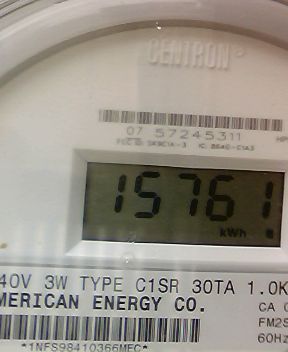 CENTRON®
07 57245311
15761
kWh
40V 3W TYPE C1SR 30TA 1.0K
MERICAN ENERGY CO.
CA
FM2S
60Hz
*1NFS98410366MEC*